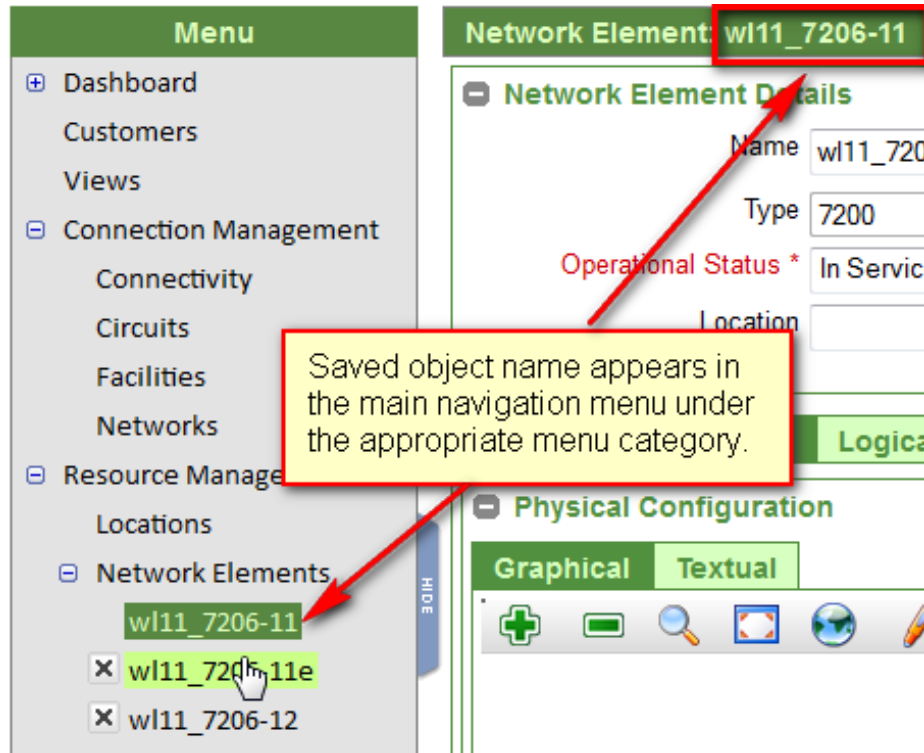 Menu
Dashboard
Customers
Views
Connection Management
Connectivity
Circuits
Facilities
Networks
Resource Manage
Locations
Network Elements
wl11_7206-11
wl11_7206-11e
wl11_7206-12
HIDE
Network Element: wl11_7206-11
Network Element Details
Name wl11_720
Type 7200
Operational Status * In Servic
Location
Saved object name appears in
the main navigation menu under
the appropriate menu category.
Logica
Physical Configuration
Graphical Textual